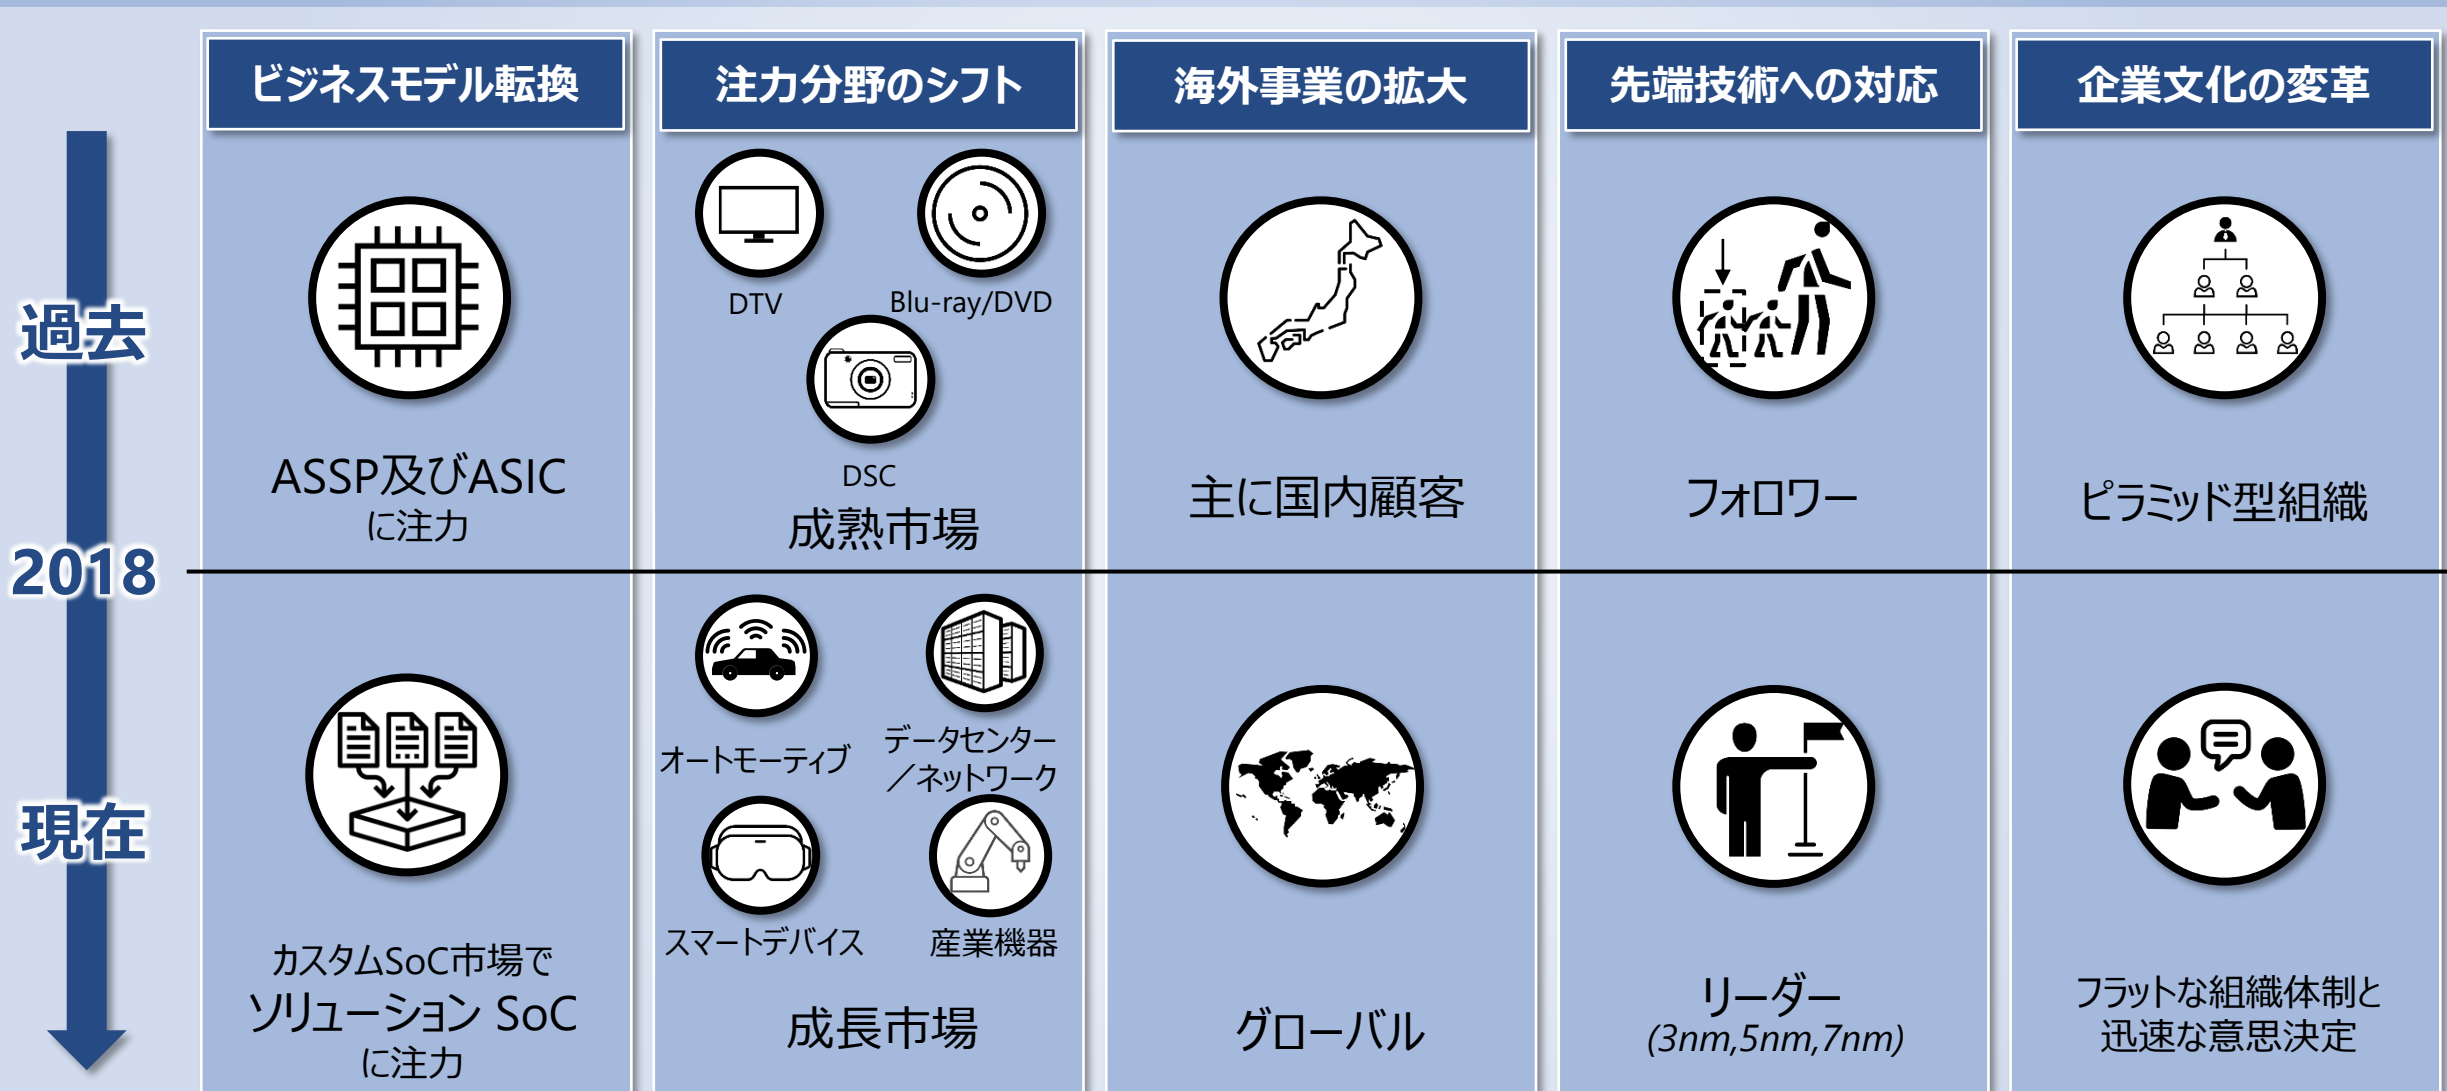 ビジネスモデル転換
注力分野のシフト
海外事業の拡大
先端技術への対応
企業文化の変革
過去
DTV
Blu-ray/DVD
DSC
ASSP及びASIC
に注力
成熟市場
主に国内顧客
フォロワー
ピラミッド型組織
2018
現在
オートモーティブ
データセンター
／ネットワーク
スマートデバイス
産業機器
カスタムSoC市場で
ソリューション SoC
に注力
成長市場
グローバル
リーダー
(3nm,5nm,7nm)
フラットな組織体制と
迅速な意思決定